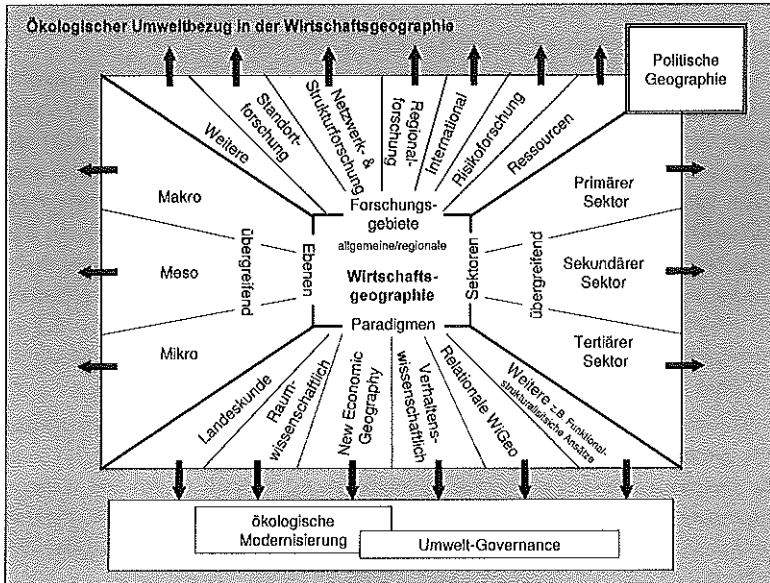 Ökologischer Umweltbezug in der Wirtschaftsgeographie
Politische
Geographie
Weitere
Standort-
forschung
Netzwerk- &
Strukturforschung
Regional-
forschung
International
Risikoforschung
Ressourcen
Makro
Meso
Mikro
übergreifend
Ebenen
Forschungs-
gebiete
allgemeine/regionale
Wirtschafts-
geographie
Paradigmen
Sektoren
übergreifend
Primärer
Sektor
Sekundärer
Sektor
Tertiärer
Sektor
Landeskunde
Raum-
wissenschaftlich
New Economic
Geography
Verhaltens-
wissenschaftlich
Relationale WiGeo
Weitere z.B. Funktional-
strukturalistische Ansätze
ökologische
Modernisierung
Umwelt-Governance